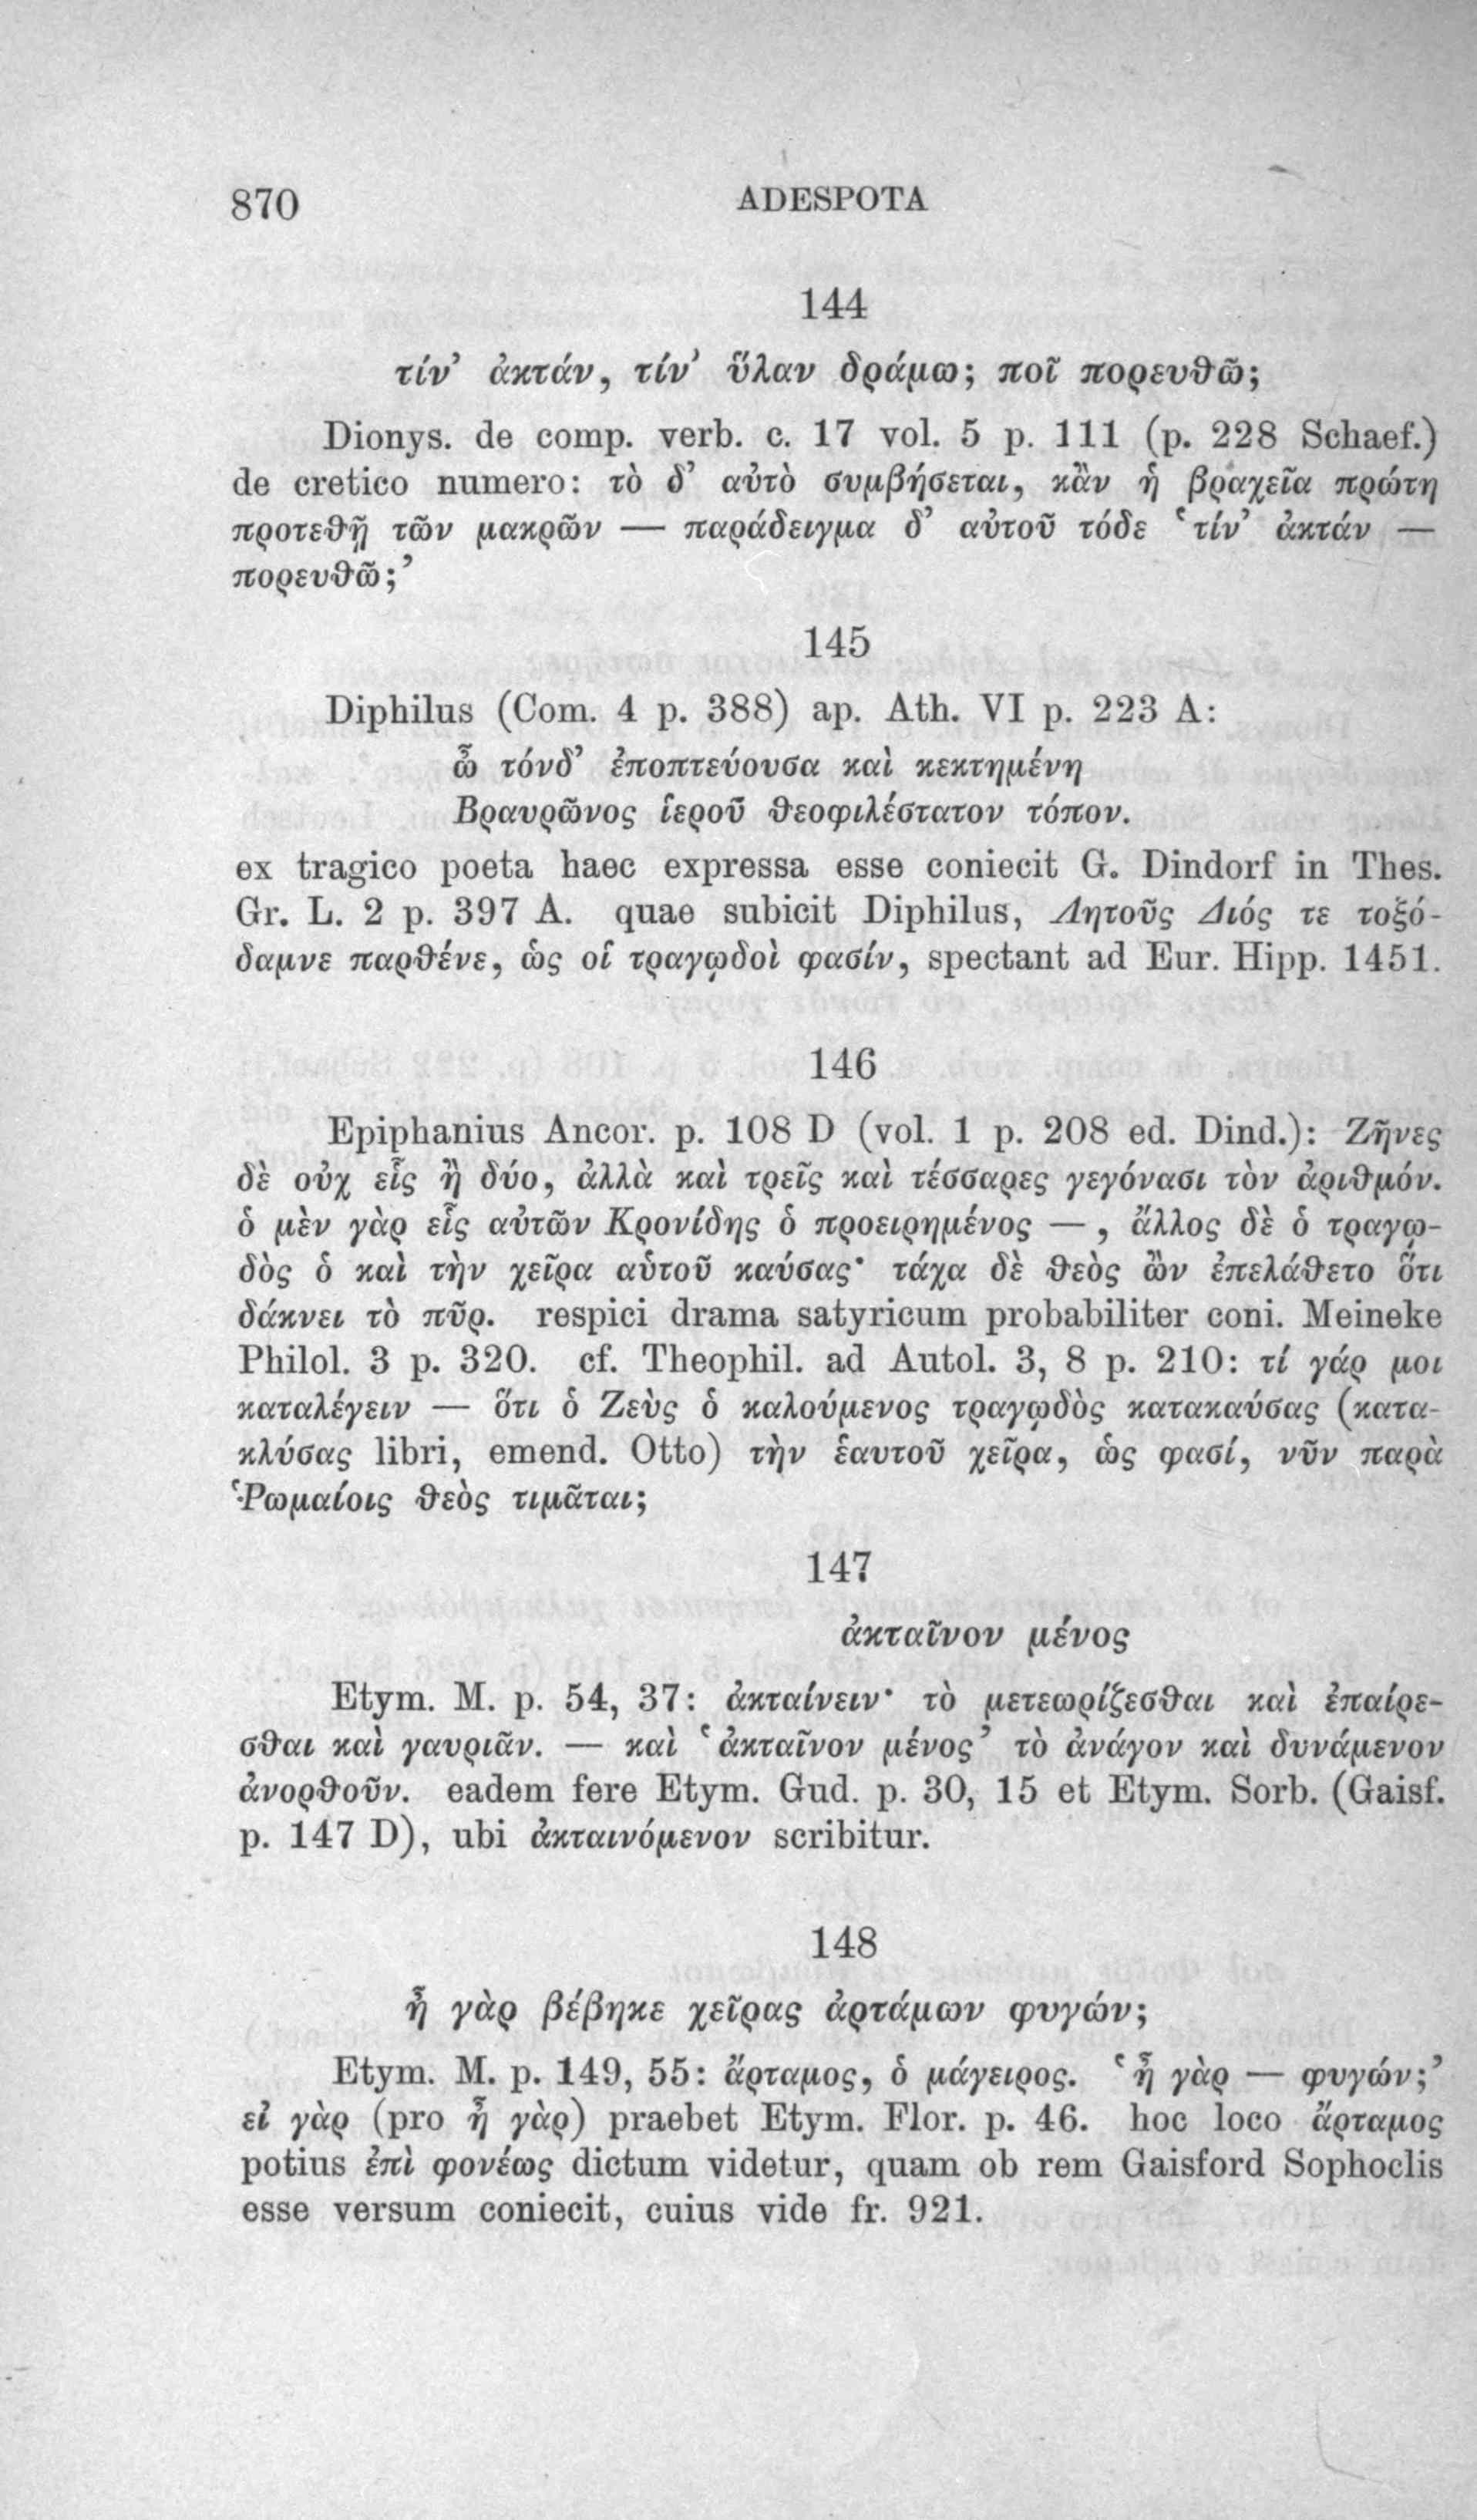 870 ADESPOTA
144
τίν’ ἀκτάν, τίν’ ὕλαν δράμω; ποῖ πορευθῶ;
Dionys. de comp. verb. c. 17 vol. 5 p. 111 (p. 228 Schaef.)
de cretico numero: τὸ δ’ αὐτὸ συμβήσεται, κἂν ἡ βραχεῖα πρώτη
προτεθῇ τῶν μακρῶν — παράδειγμα δ’ αὐτοῦ τόδε ‘τίν’ ἀκτάν —
πορευθῶ;’
145
Diphilus (Com. 4 p. 388) ap. Ath. VI p. 223 A:
ὦ τόνδ’ ἐποπτεύουσα καὶ κεκτημένη
Βραυρῶνος ἱεροῦ θεοφιλέστατον τόπον.
ex tragico poeta haec expressa esse coniecit G. Dindorf in Thes.
Gr. L. 2 p. 397 A. quae subicit Diphilus, Λητοῦς Διός τε τοξό-
δαμνε παρθένε, ὡς οἱ τραγῳδοὶ φασίν, spectant ad Eur. Hipp. 1451.
146
Epiphanius Ancor. p. 108 D (vol. 1 p. 208 ed. Dind.): Ζῆνες
δὲ οὐχ εἷς ἢ δύο, ἀλλὰ καὶ τρεῖς καὶ τέσσαρες γεγόνασι τὸν ἀριθμόν.
ὁ μὲν γὰρ εἷς αὐτῶν Κρονίδης ὁ προειρημένος — , ἄλλος δὲ ὁ τραγῳ-
δὸς ὁ καὶ τὴν χεῖρα αὑτοῦ καύσας· τάχα δὲ θεὸς ὢν ἐπελάθετο ὅτι
δάκνει τὸ πῦρ. respici drama satyricum probabiliter coni. Meineke
Philol. 3 p. 320. cf. Theophil. ad Autol. 3, 8 p. 210: τί γάρ μοι
καταλέγειν — ὅτι ὁ Ζεὺς ὁ καλούμενος τραγῳδὸς κατακαύσας (κατα-
κλύσας libri, emend. Otto) τὴν ἑαυτοῦ χεῖρα, ὡς φασί, νῦν παρὰ
Ῥωμαίοις θεὸς τιμᾶται;
147
ἀκταῖνον μένος
Etym. M. p. 54, 37: ἀκταίνειν· τὸ μετεωρίζεσθαι καὶ ἐπαίρε-
σθαι καὶ γαυριᾶν. — καὶ ‘ἀκταῖνον μένος’ τὸ ἀνάγον καὶ δυνάμενον
ἀνορθοῦν. eadem fere Etym. Gud. p. 30, 15 et Etym. Sorb. (Gaisf.
p. 147 D), ubi ἀκταινόμενον scribitur.
148
ἦ γὰρ βέβηκε χεῖρας ἀρτάμων φυγών;
Etym. M. p. 149, 55: ἄρταμος, ὁ μάγειρος. ‘ἦ γὰρ — φυγών;’
εἰ γὰρ (pro ἦ γὰρ) praebet Etym. Flor. p. 46. hoc loco ἄρταμος
potius ἐπὶ φονέως dictum videtur, quam ob rem Gaisford Sophoclis
esse versum coniecit, cuius vide fr. 921.